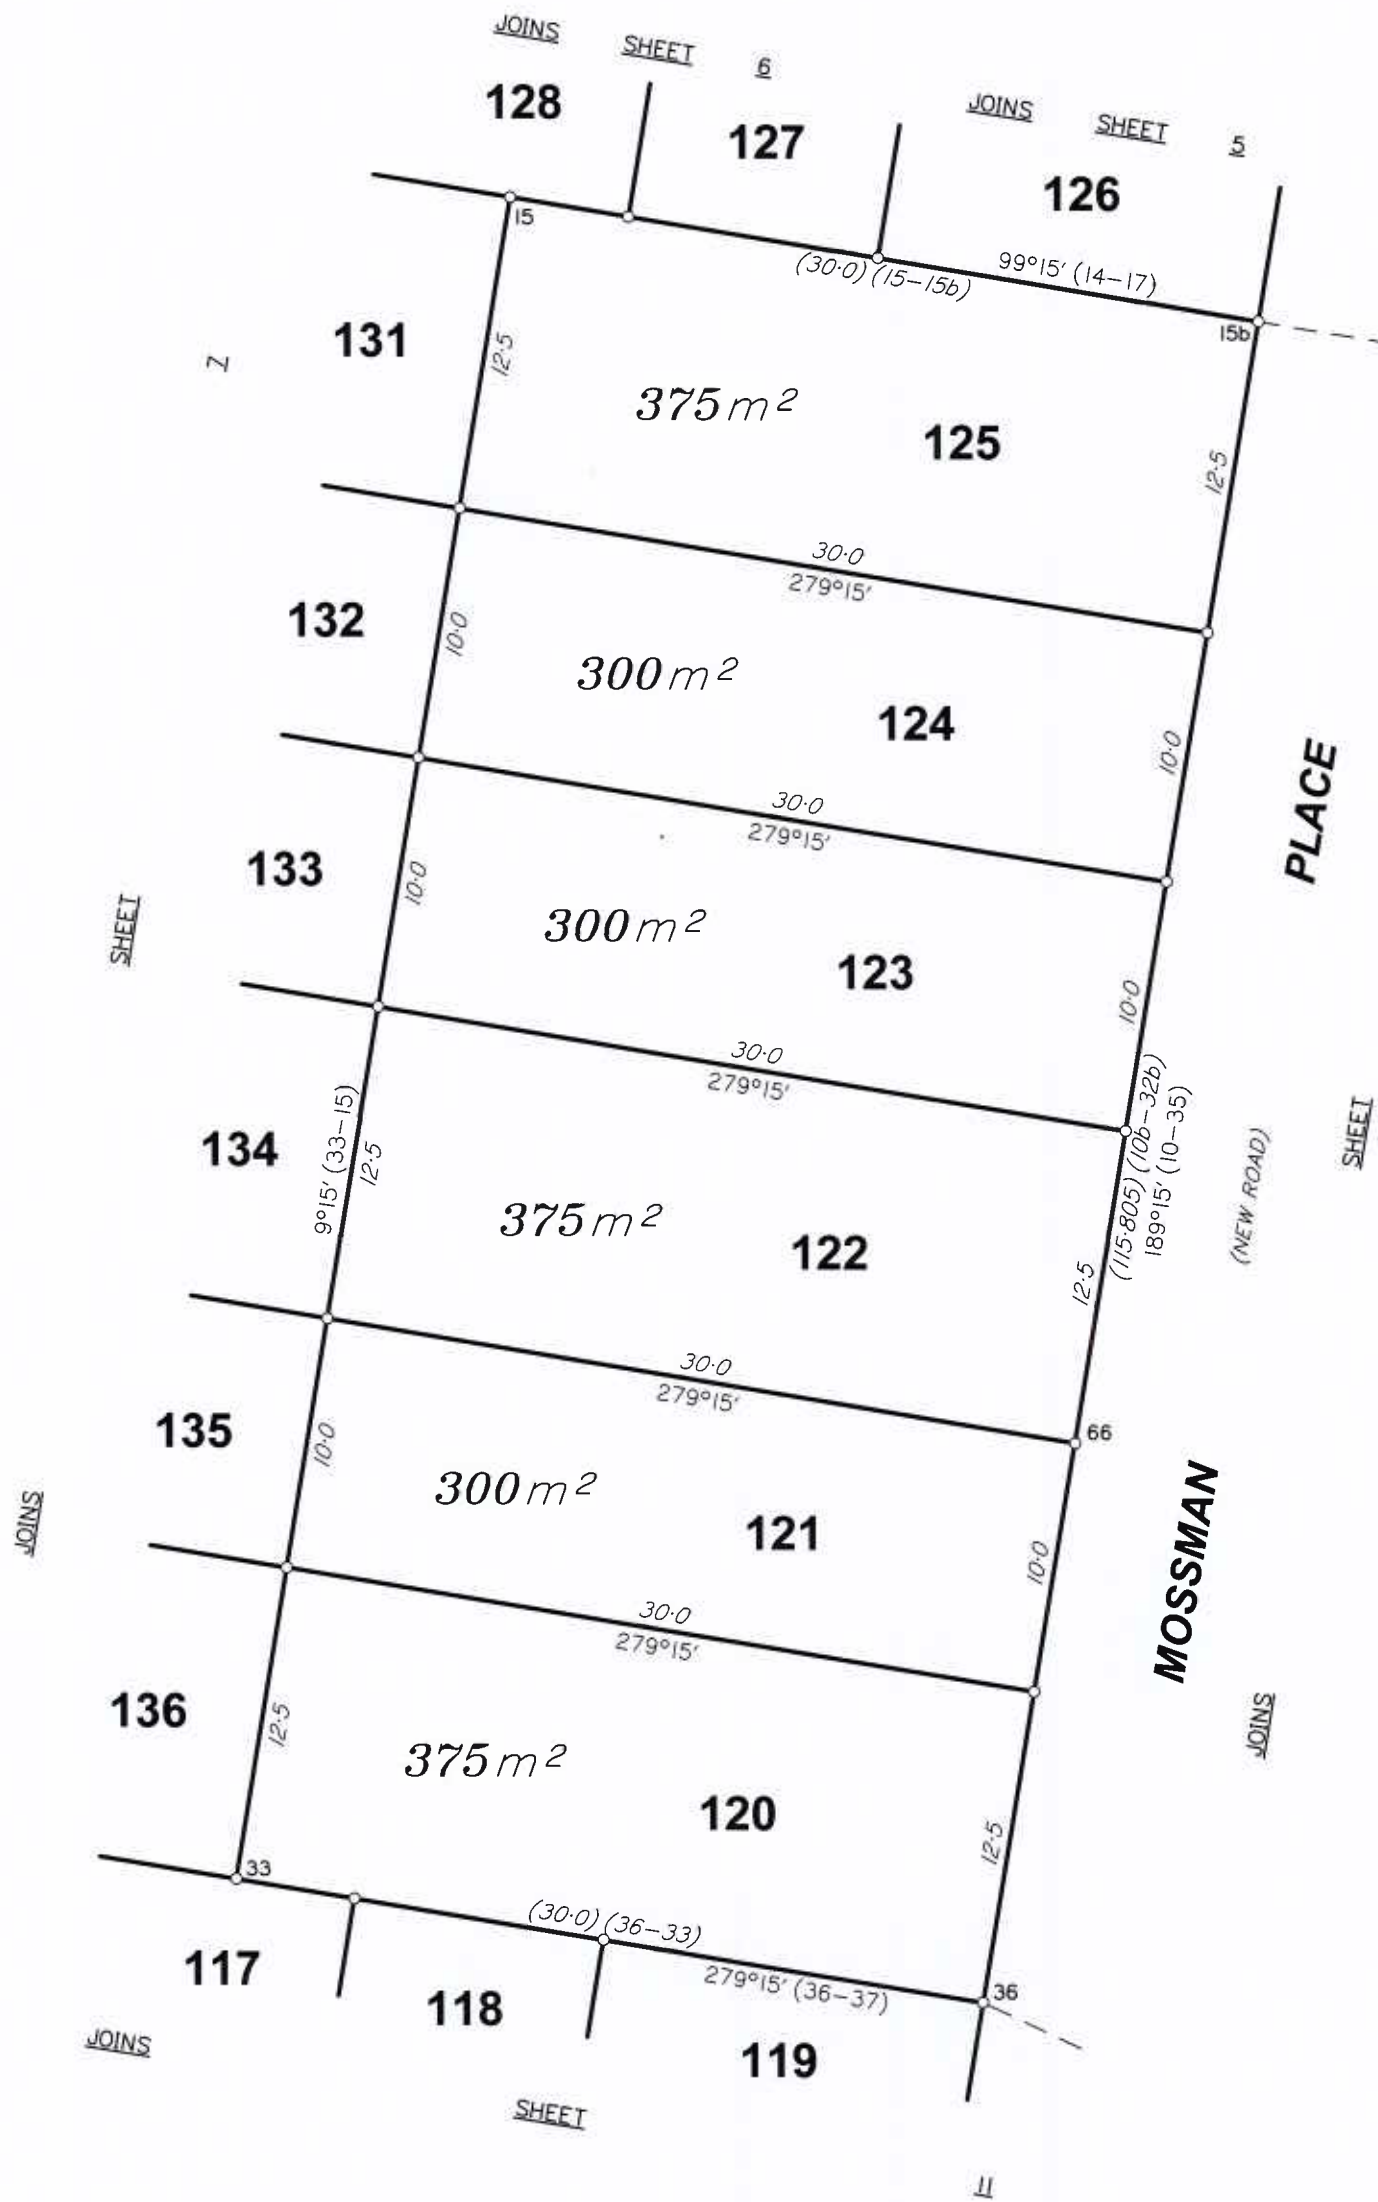 JOINS SHEET 6
JOINS SHEET 5
128
127
126
15
(30·0) (15–15b)
99°15′ (14–17)
15b
131
12·5
375 m²
125
12·5
7
30·0
279°15′
132
10·0
300 m²
124
10·0
PLACE
30·0
279°15′
133
10·0
300 m²
123
10·0
SHEET
30·0
279°15′
134
9°15′ (33–15)
12·5
375 m²
122
12·5
(115·805) (10b–32b)
189°15′ (10–35)
(NEW ROAD)
SHEET
30·0
279°15′
66
135
10·0
300 m²
121
10·0
MOSSMAN
JOINS
30·0
279°15′
136
12·5
375 m²
120
12·5
JOINS
33
(30·0) (36–33)
279°15′ (36–37)
36
117
118
119
JOINS
SHEET
11